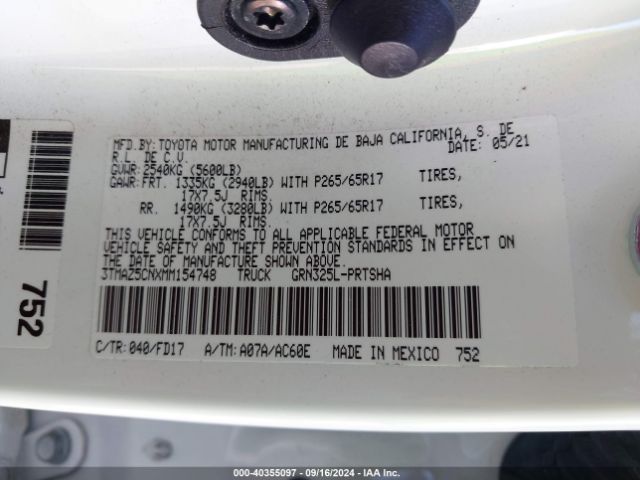 MFD.BY:TOYOTA MOTOR MANUFACTURING DE BAJA CALIFORNIA, S. DE
R.L. DE C.V. DATE: 05/21
GVWR:2540KG (5600LB)
GAWR:FRT. 1335KG (2940LB) WITH P265/65R17 TIRES,
17X7.5J RIMS,
RR. 1490KG (3280LB) WITH P265/65R17 TIRES,
17X7.5J RIMS.
THIS VEHICLE CONFORMS TO ALL APPLICABLE FEDERAL MOTOR
VEHICLE SAFETY AND THEFT PREVENTION STANDARDS IN EFFECT ON
THE DATE OF MANUFACTURE SHOWN ABOVE.
3TMAZ5CNXMM154748 TRUCK GRN325L-PRTSHA
C/TR: 040/FD17 A/TM: A07A/AC60E MADE IN MEXICO 752
752
000-40355097 - 09/16/2024 - IAA Inc.